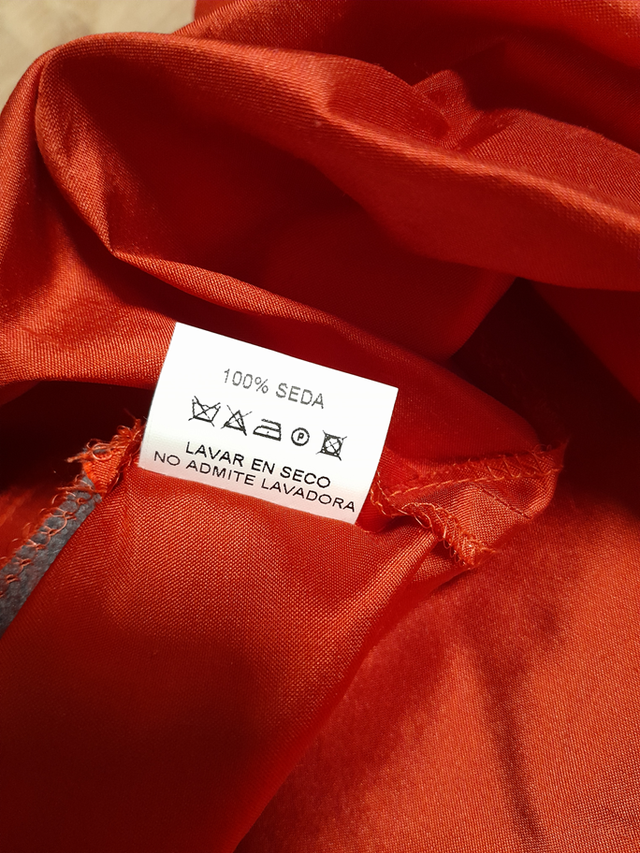 100% SEDA
P
LAVAR EN SECO
NO ADMITE LAVADORA